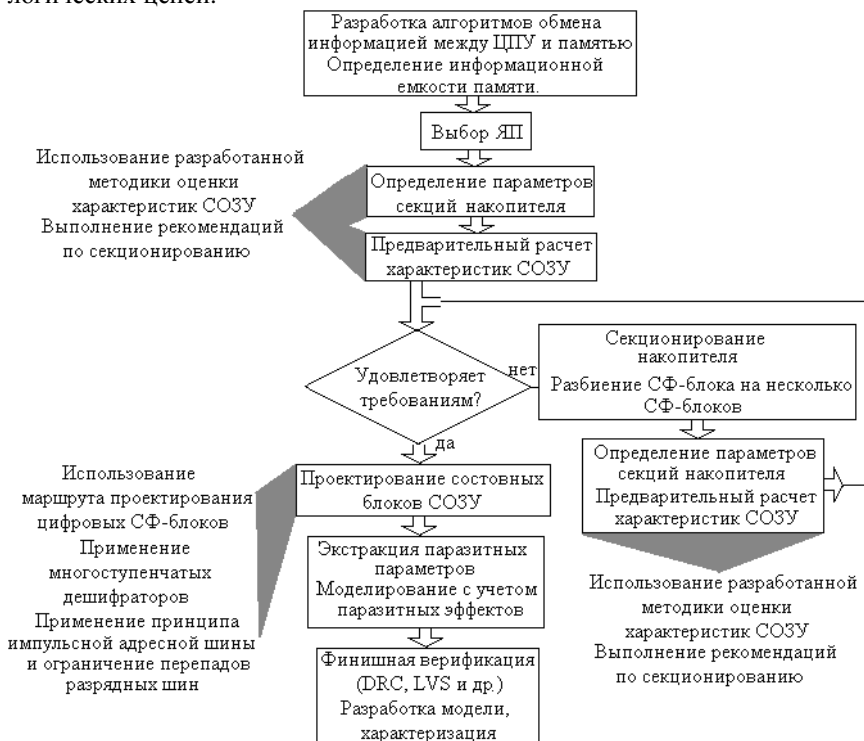 логических цепей.
Разработка алгоритмов обмена
информацией между ЦПУ и памятью
Определение информационной
емкости памяти.
Выбор ЯП
Использование разработанной
методики оценки
характеристик СОЗУ
Выполнение рекомендаций
по секционированию
Определение параметров
секций накопителя
Предварительный расчет
характеристик СОЗУ
Удовлетворяет
требованиям?
нет
да
Секционирование
накопителя
Разбиение СФ-блока на несколько
СФ-блоков
Определение параметров
секций накопителя
Предварительный расчет
характеристик СОЗУ
Использование разработанной
методики оценки
характеристик СОЗУ
Выполнение рекомендаций
по секционированию
Использование
маршрута проектирования
цифровых СФ-блоков
Применение
многоступенчатых
дешифраторов
Применение принципа
импульсной адресной шины
и ограничение перепадов
разрядных шин
Проектирование состовных
блоков СОЗУ
Экстракция паразитных
параметров
Моделирование с учетом
паразитных эффектов
Финишная верификация
(DRC, LVS и др.)
Разработка модели,
характеризация